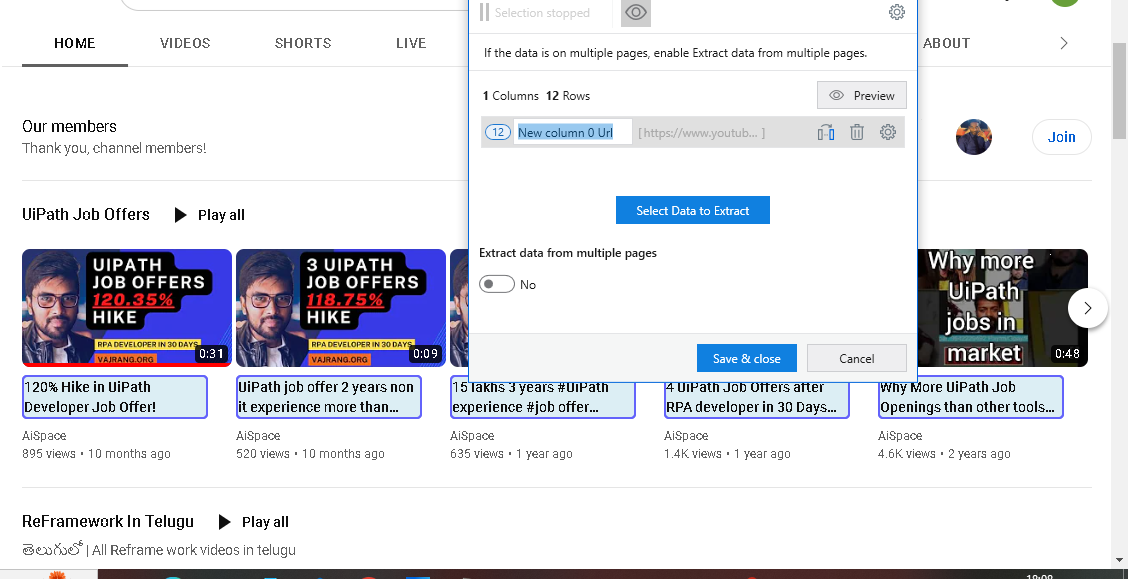 Selection stopped
HOME
VIDEOS
SHORTS
LIVE
ABOUT
If the data is on multiple pages, enable Extract data from multiple pages.
1 Columns 12 Rows
Preview
12 New column 0 Url [ https://www.youtub... ]
Select Data to Extract
Extract data from multiple pages
No
Save & close
Cancel
Our members
Thank you, channel members!
Join
UiPath Job Offers
Play all
UIPATH
JOB OFFERS
120.35%
HIKE
RPA DEVELOPER IN 30 DAYS
VAJRANG.ORG
0:31
120% Hike in UiPath
Developer Job Offer!
AiSpace
895 views • 10 months ago
3 UIPATH
JOB OFFERS
118.75%
HIKE
RPA DEVELOPER IN 30 DAYS
VAJRANG.ORG
0:09
UiPath job offer 2 years non
it experience more than...
AiSpace
520 views • 10 months ago
15 lakhs 3 years #UiPath
experience #job offer...
AiSpace
635 views • 1 year ago
4 UiPath Job Offers after
RPA developer in 30 Days...
AiSpace
1.4K views • 1 year ago
Why more
UiPath
jobs in
market
0:48
Why More UiPath Job
Openings than other tools...
AiSpace
4.6K views • 2 years ago
ReFramework In Telugu
Play all
తెలుగులో | All Reframe work videos in telugu